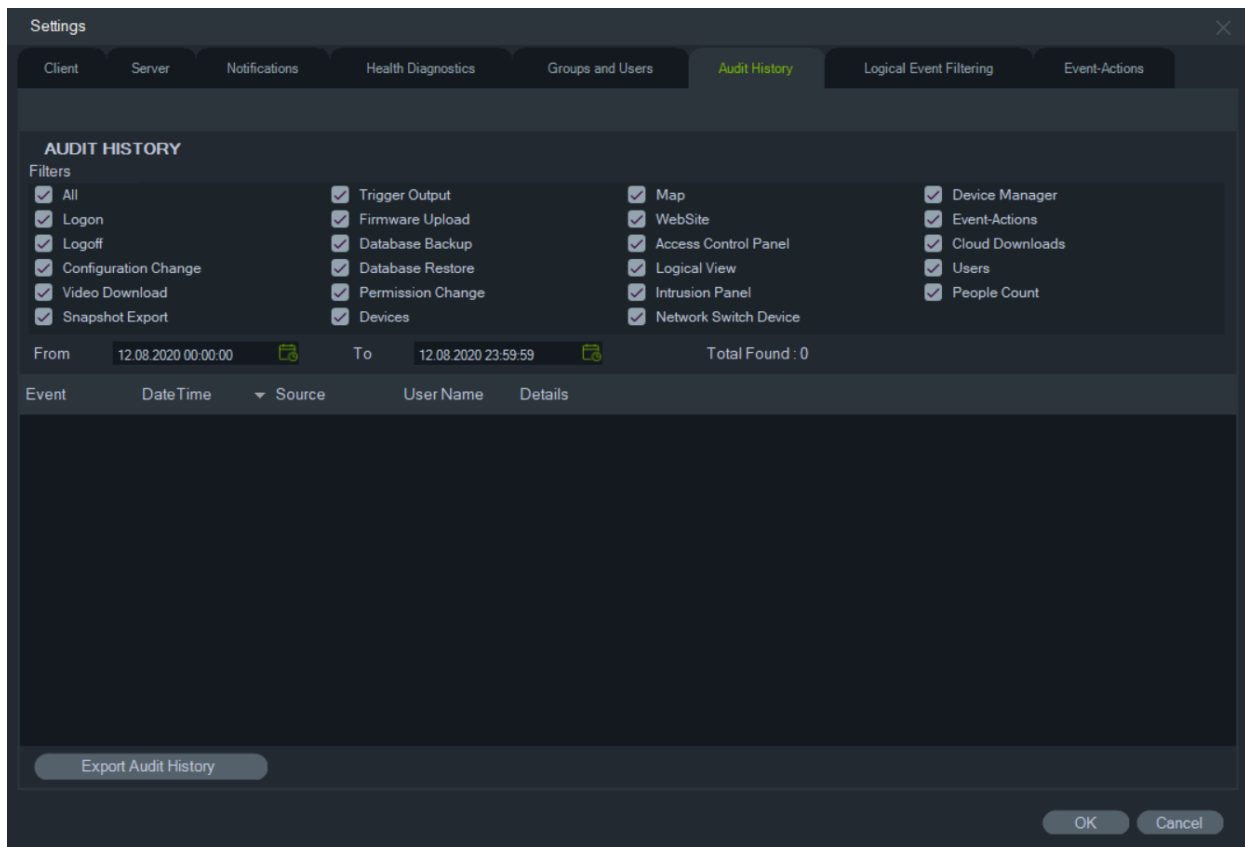 Settings
Client Server Notifications Health Diagnostics Groups and Users Audit History Logical Event Filtering Event-Actions
AUDIT HISTORY
Filters
All Trigger Output Map Device Manager
Logon Firmware Upload WebSite Event-Actions
Logoff Database Backup Access Control Panel Cloud Downloads
Configuration Change Database Restore Logical View Users
Video Download Permission Change Intrusion Panel People Count
Snapshot Export Devices Network Switch Device
From 12.08.2020 00:00:00 To 12.08.2020 23:59:59 Total Found : 0
Event DateTime Source User Name Details
Export Audit History
OK Cancel